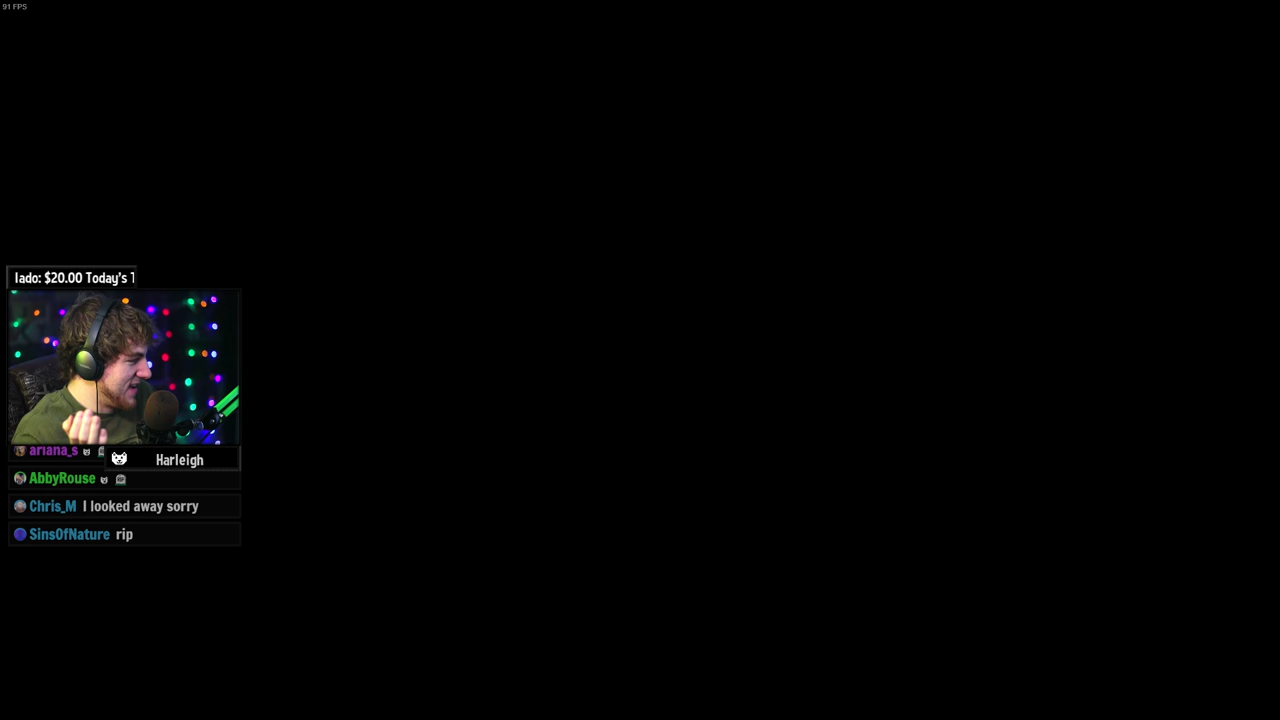 91 FPS
lado: $20.00 Today's T
ariana_s
Harleigh
AbbyRouse
Chris_M I looked away sorry
SinsOfNature rip